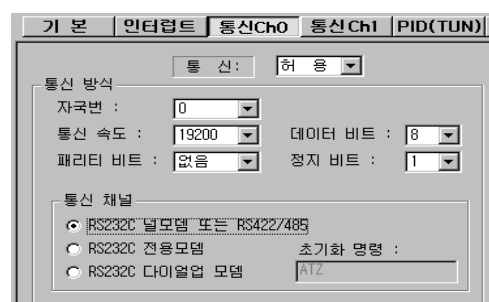 기 본 인터럽트 통신Ch0 통신Ch1 PID(TUN)
통 신: 허 용
통신 방식
자국번 : 0
통신 속도 : 19200 데이터 비트 : 8
패리티 비트 : 없음 정지 비트 : 1
통신 채널
RS232C 널모뎀 또는 RS422/485
RS232C 전용모뎀 초기화 명령 :
RS232C 다이얼업 모뎀 ATZ